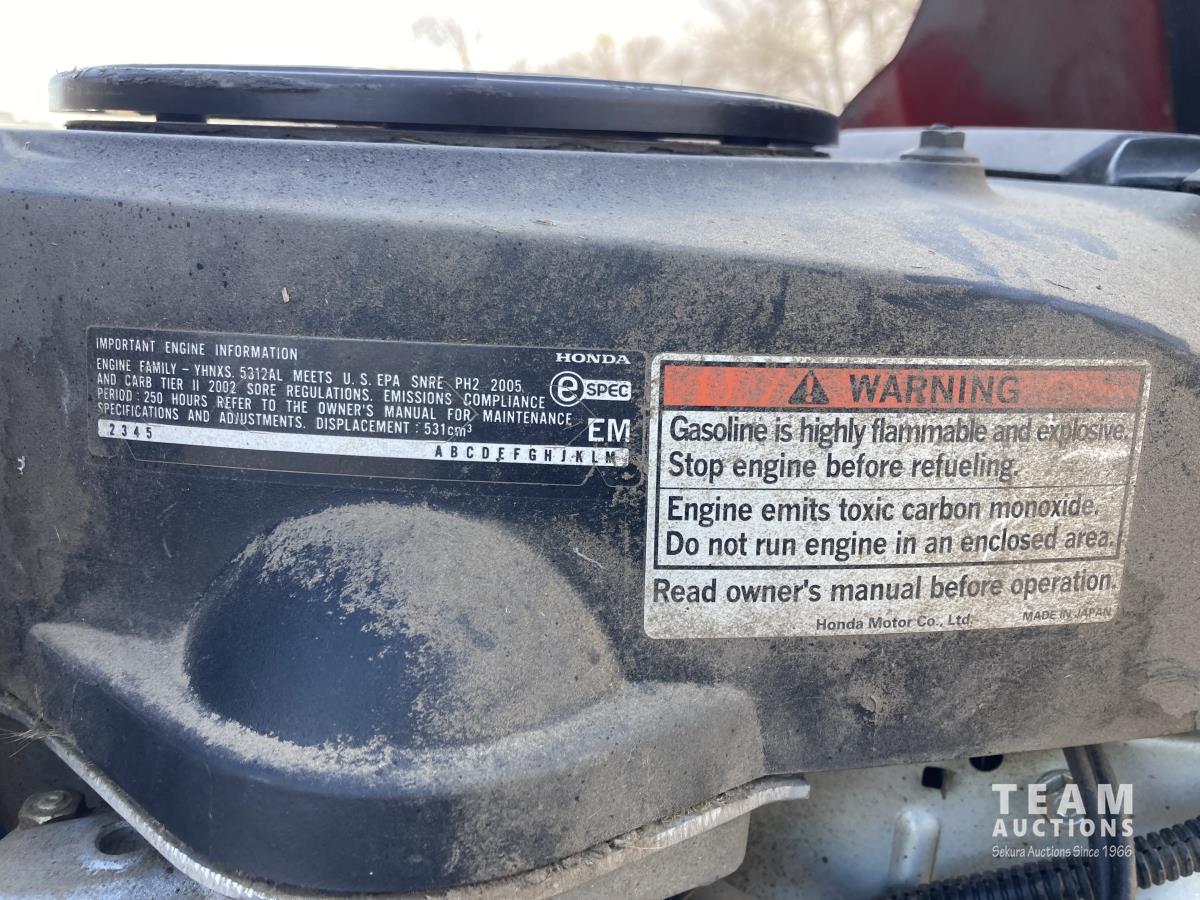 IMPORTANT ENGINE INFORMATION
HONDA
ENGINE FAMILY - YHNXS. 5312AL MEETS U.S. EPA SNRE PH2 2005
AND CARB TIER II 2002 SORE REGULATIONS. EMISSIONS COMPLIANCE
PERIOD : 250 HOURS REFER TO THE OWNER'S MANUAL FOR MAINTENANCE
SPECIFICATIONS AND ADJUSTMENTS. DISPLACEMENT : 531cm³
e SPEC
EM
2 3 4 5
A B C D E F G H J K L M
WARNING
Gasoline is highly flammable and explosive.
Stop engine before refueling.
Engine emits toxic carbon monoxide.
Do not run engine in an enclosed area.
Read owner's manual before operation.
Honda Motor Co., Ltd.
MADE IN JAPAN
TEAM
AUCTIONS
Sekura Auctions Since 1966